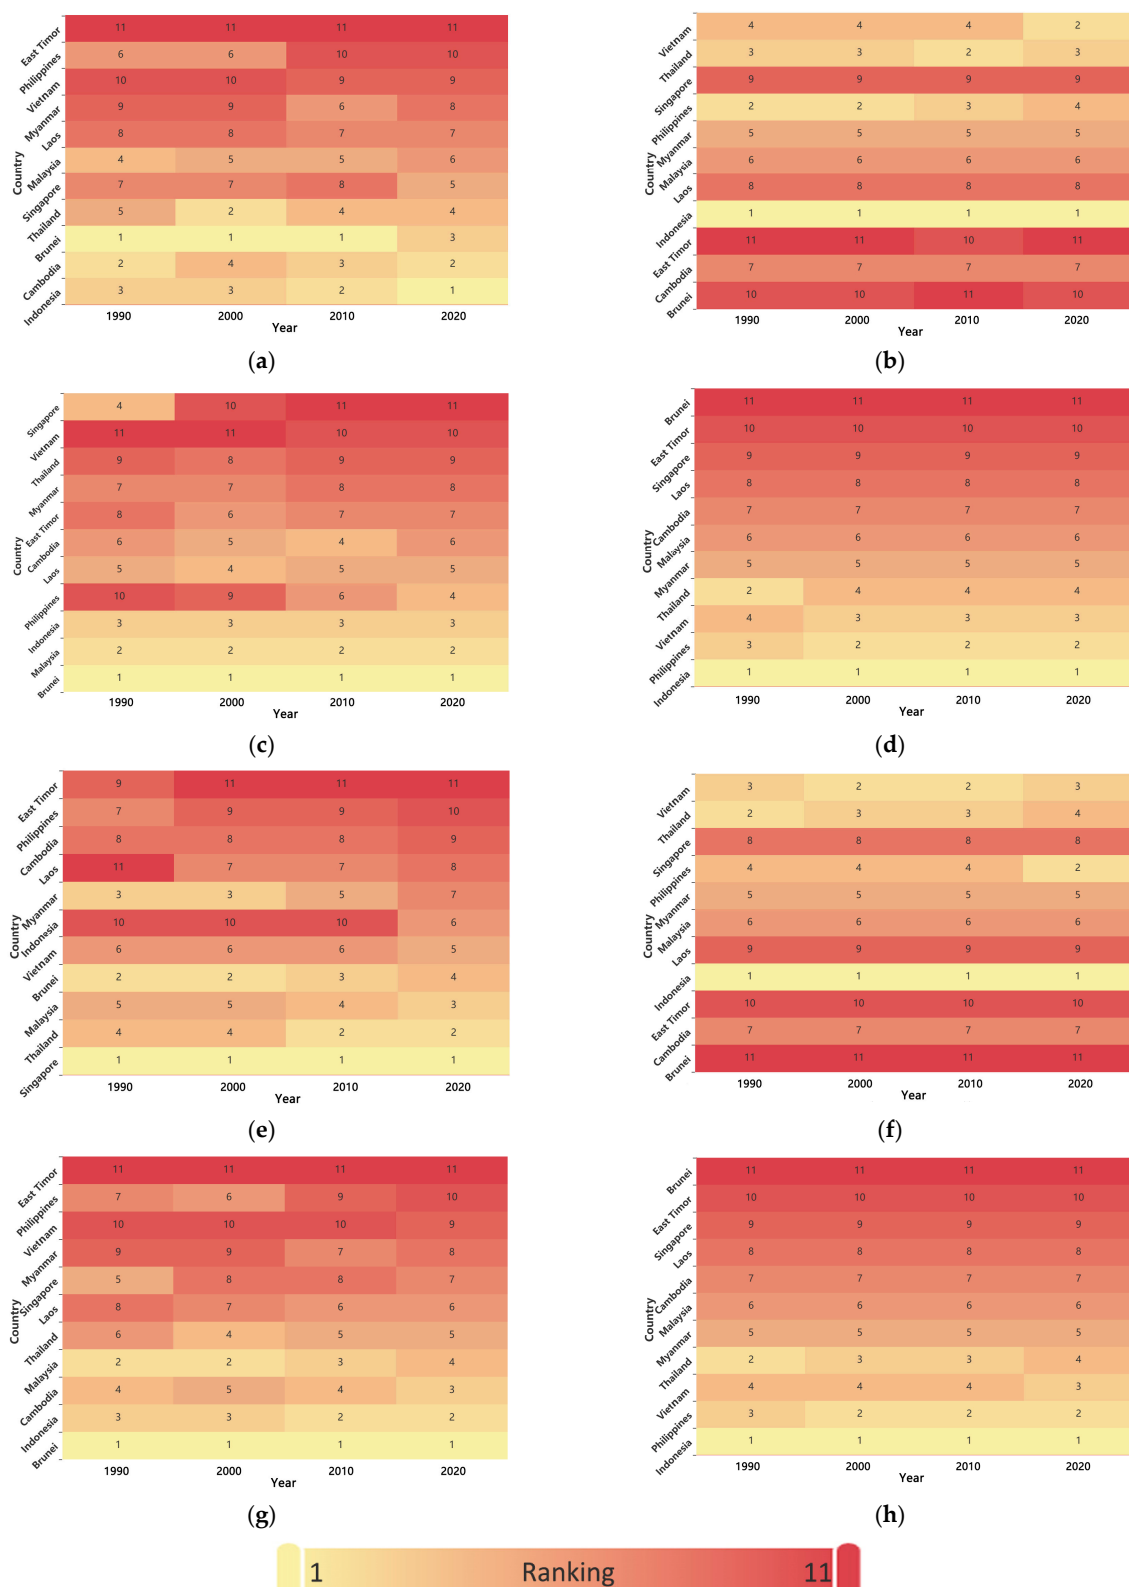 East Timor 11 11 11 11
Philippines 6 6 10 10
Vietnam 10 10 9 9
Myanmar 9 9 6 8
Laos 8 8 7 7
Malaysia 4 5 5 6
Singapore 7 7 8 5
Thailand 5 2 4 4
Brunei 1 1 1 3
Cambodia 2 4 3 2
Indonesia 3 3 2 1
Country
1990 2000 2010 2020
Year
(a)
Vietnam 4 4 4 2
Thailand 3 3 2 3
Singapore 9 9 9 9
Philippines 2 2 3 4
Myanmar 5 5 5 5
Malaysia 6 6 6 6
Laos 8 8 8 8
Indonesia 1 1 1 1
East Timor 11 11 10 11
Cambodia 7 7 7 7
Brunei 10 10 11 10
Country
1990 2000 2010 2020
Year
(b)
Singapore 4 10 11 11
Vietnam 11 11 10 10
Thailand 9 8 9 9
Myanmar 7 7 8 8
East Timor 8 6 7 7
Cambodia 6 5 4 6
Laos 5 4 5 5
Philippines 10 9 6 4
Indonesia 3 3 3 3
Malaysia 2 2 2 2
Brunei 1 1 1 1
Country
1990 2000 2010 2020
Year
(c)
Brunei 11 11 11 11
East Timor 10 10 10 10
Singapore 9 9 9 9
Laos 8 8 8 8
Cambodia 7 7 7 7
Malaysia 6 6 6 6
Myanmar 5 5 5 5
Thailand 2 4 4 4
Vietnam 4 3 3 3
Philippines 3 2 2 2
Indonesia 1 1 1 1
Country
1990 2000 2010 2020
Year
(d)
East Timor 9 11 11 11
Philippines 7 9 9 10
Cambodia 8 8 8 9
Laos 11 7 7 8
Myanmar 3 3 5 7
Indonesia 10 10 10 6
Vietnam 6 6 6 5
Brunei 2 2 3 4
Malaysia 5 5 4 3
Thailand 4 4 2 2
Singapore 1 1 1 1
Country
1990 2000 2010 2020
Year
(e)
Vietnam 3 2 2 3
Thailand 2 3 3 4
Singapore 8 8 8 8
Philippines 4 4 4 2
Myanmar 5 5 5 5
Malaysia 6 6 6 6
Laos 9 9 9 9
Indonesia 1 1 1 1
East Timor 10 10 10 10
Cambodia 7 7 7 7
Brunei 11 11 11 11
Country
1990 2000 2010 2020
Year
(f)
East Timor 11 11 11 11
Philippines 7 6 9 10
Vietnam 10 10 10 9
Myanmar 9 9 7 8
Singapore 5 8 8 7
Laos 8 7 6 6
Thailand 6 4 5 5
Malaysia 2 2 3 4
Cambodia 4 5 4 3
Indonesia 3 3 2 2
Brunei 1 1 1 1
Country
1990 2000 2010 2020
Year
(g)
Brunei 11 11 11 11
East Timor 10 10 10 10
Singapore 9 9 9 9
Laos 8 8 8 8
Cambodia 7 7 7 7
Malaysia 6 6 6 6
Myanmar 5 5 5 5
Thailand 2 3 3 4
Vietnam 4 4 4 3
Philippines 3 2 2 2
Indonesia 1 1 1 1
Country
1990 2000 2010 2020
Year
(h)
1 Ranking 11